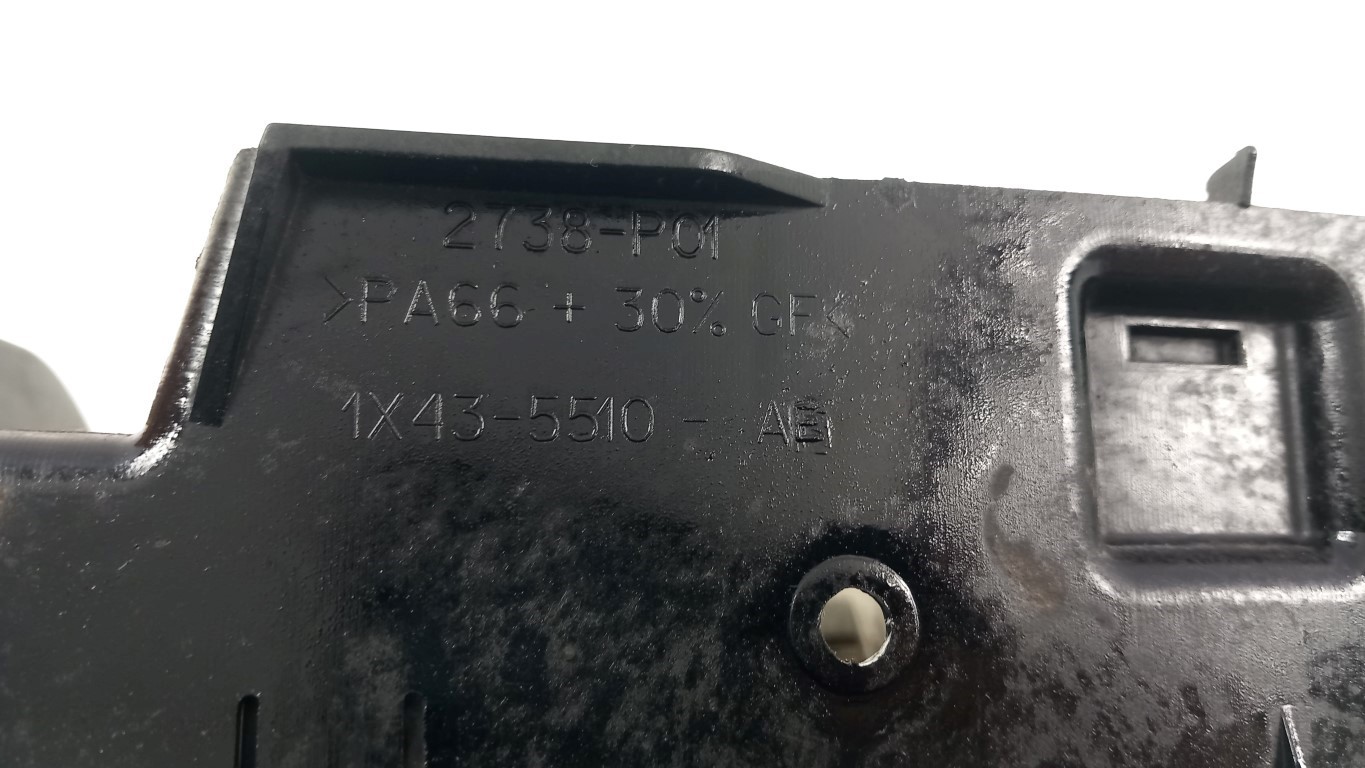 2738-P01
>PA66 + 30% GF<
1X43-5510 -